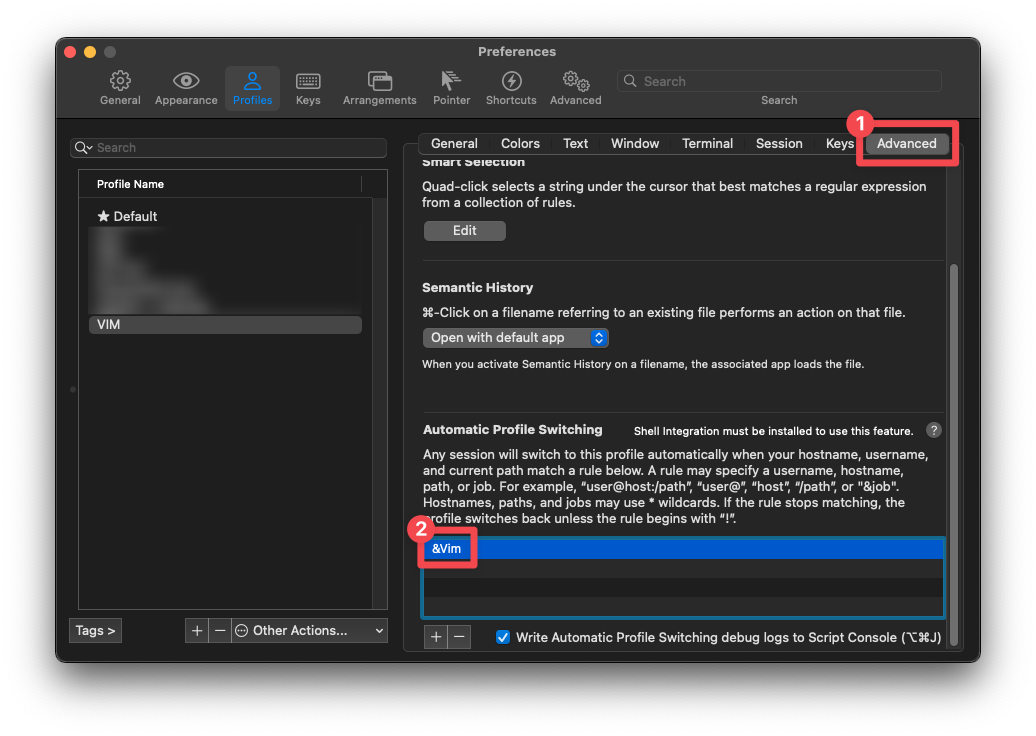 Preferences
General
Appearance
Profiles
Keys
Arrangements
Pointer
Shortcuts
Advanced
Search
Search
Search
Profile Name
★ Default
VIM
Tags >
+
−
Other Actions...
1
General
Colors
Text
Window
Terminal
Session
Keys
Advanced
Smart Selection
Quad-click selects a string under the cursor that best matches a regular expression
from a collection of rules.
Edit
Semantic History
⌘-Click on a filename referring to an existing file performs an action on that file.
Open with default app
When you activate Semantic History on a filename, the associated app loads the file.
Automatic Profile Switching
Shell Integration must be installed to use this feature.
?
Any session will switch to this profile automatically when your hostname, username,
and current path match a rule below. A rule may specify a username, hostname,
path, or job. For example, “user@host:/path”, “user@”, “host”, “/path”, or "&job".
Hostnames, paths, and jobs may use * wildcards. If the rule stops matching, the
profile switches back unless the rule begins with “!”.
2
&Vim
+
−
Write Automatic Profile Switching debug logs to Script Console (⌥⌘J)